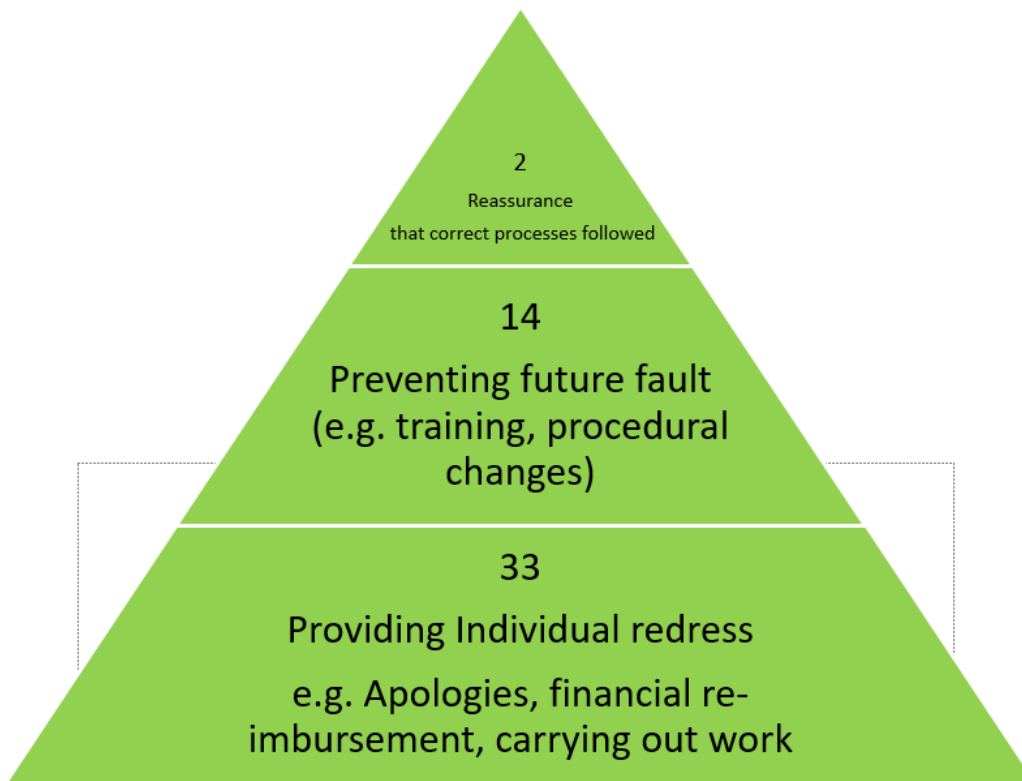 2
Reassurance
that correct processes followed
14
Preventing future fault
(e.g. training, procedural
changes)
33
Providing Individual redress
e.g. Apologies, financial re-
imbursement, carrying out work